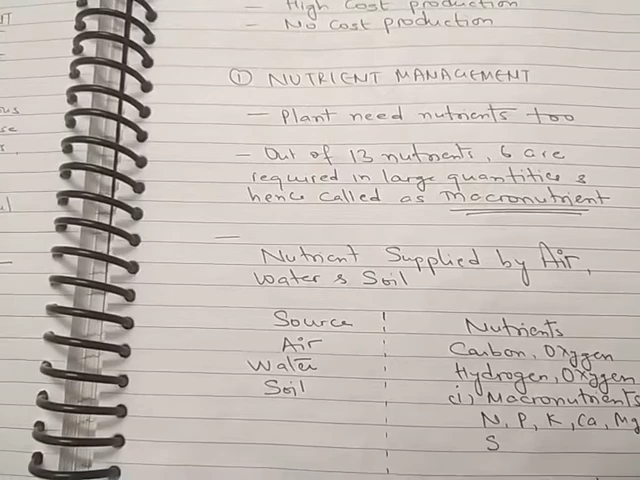 - High Cost production
- No Cost production
① NUTRIENT MANAGEMENT
- Plant need nutrients too
- Out of 13 nutrients, 6 are
required in large quantities &
hence called as macronutrient
-
Nutrient Supplied by Air,
Water & Soil
Source Nutrients
Air Carbon, Oxygen
Water Hydrogen, Oxygen
Soil (i) Macronutrients
N, P, K, Ca, Mg
S